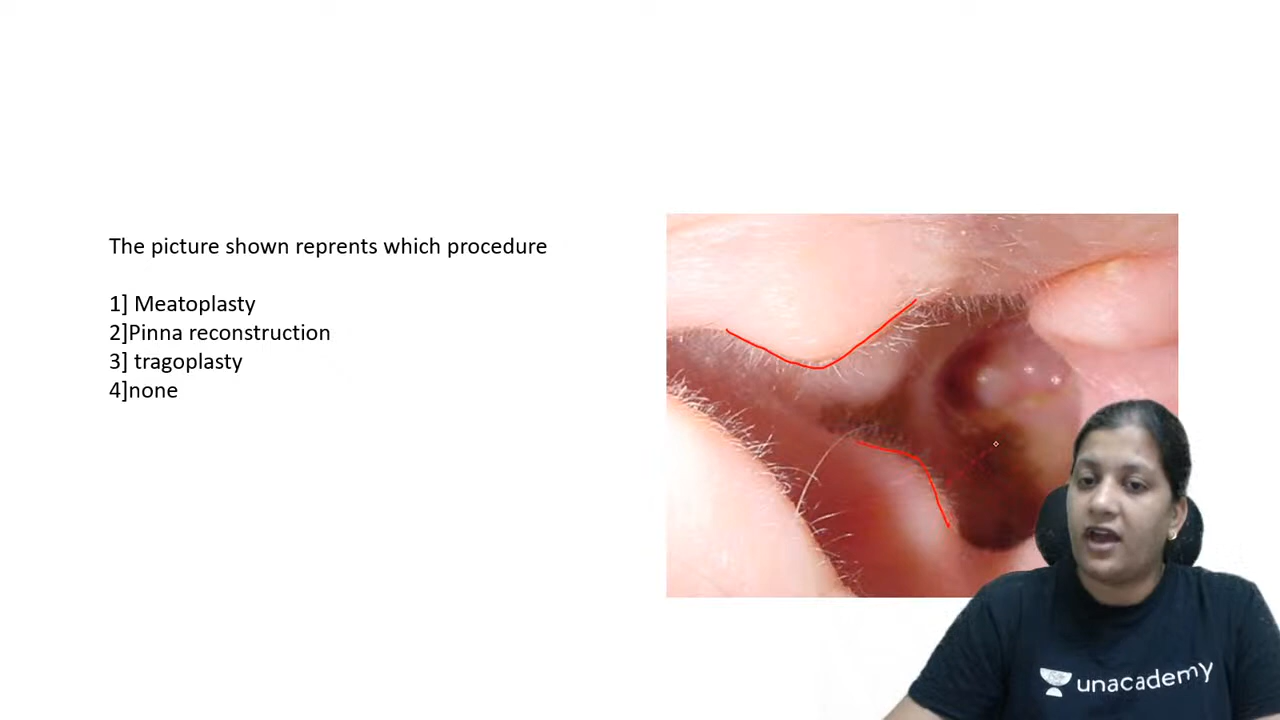 The picture shown reprents which procedure
1] Meatoplasty
2]Pinna reconstruction
3] tragoplasty
4]none
unacademy